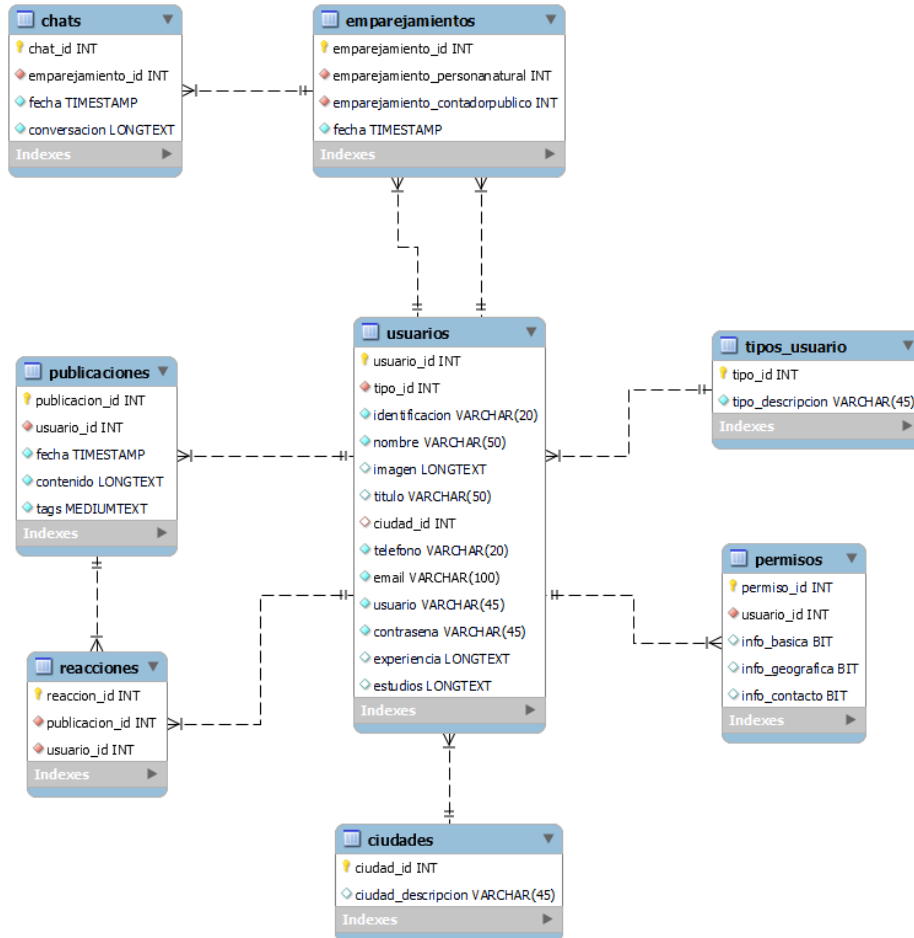 chats
chat_id INT
emparejamiento_id INT
fecha TIMESTAMP
conversacion LONGTEXT
Indexes
emparejamientos
emparejamiento_id INT
emparejamiento_personanatural INT
emparejamiento_contadorpublico INT
fecha TIMESTAMP
Indexes
usuarios
usuario_id INT
tipo_id INT
identificacion VARCHAR(20)
nombre VARCHAR(50)
imagen LONGTEXT
titulo VARCHAR(50)
ciudad_id INT
telefono VARCHAR(20)
email VARCHAR(100)
usuario VARCHAR(45)
contrasena VARCHAR(45)
experiencia LONGTEXT
estudios LONGTEXT
Indexes
tipos_usuario
tipo_id INT
tipo_descripcion VARCHAR(45)
Indexes
publicaciones
publicacion_id INT
usuario_id INT
fecha TIMESTAMP
contenido LONGTEXT
tags MEDIUMTEXT
Indexes
permisos
permiso_id INT
usuario_id INT
info_basica BIT
info_geografica BIT
info_contacto BIT
Indexes
reacciones
reaccion_id INT
publicacion_id INT
usuario_id INT
Indexes
ciudades
ciudad_id INT
ciudad_descripcion VARCHAR(45)
Indexes